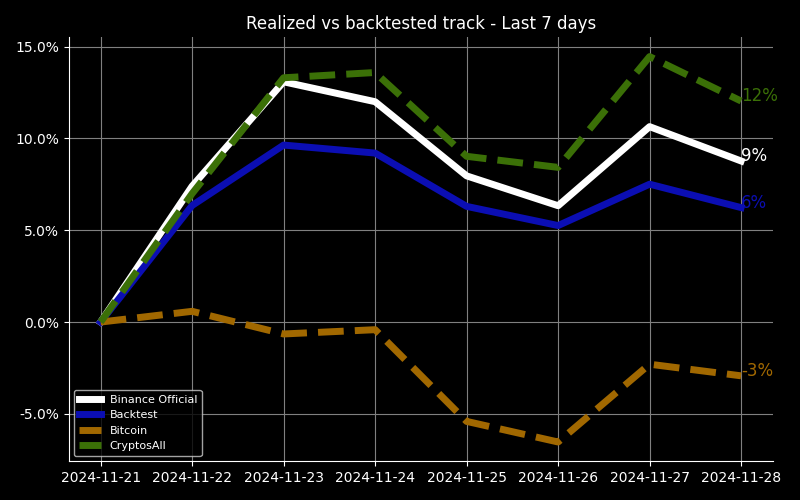 Realized vs backtested track - Last 7 days
15.0%
10.0%
5.0%
0.0%
-5.0%
12%
9%
6%
-3%
Binance Official
Backtest
Bitcoin
CryptosAll
2024-11-21 2024-11-22 2024-11-23 2024-11-24 2024-11-25 2024-11-26 2024-11-27 2024-11-28